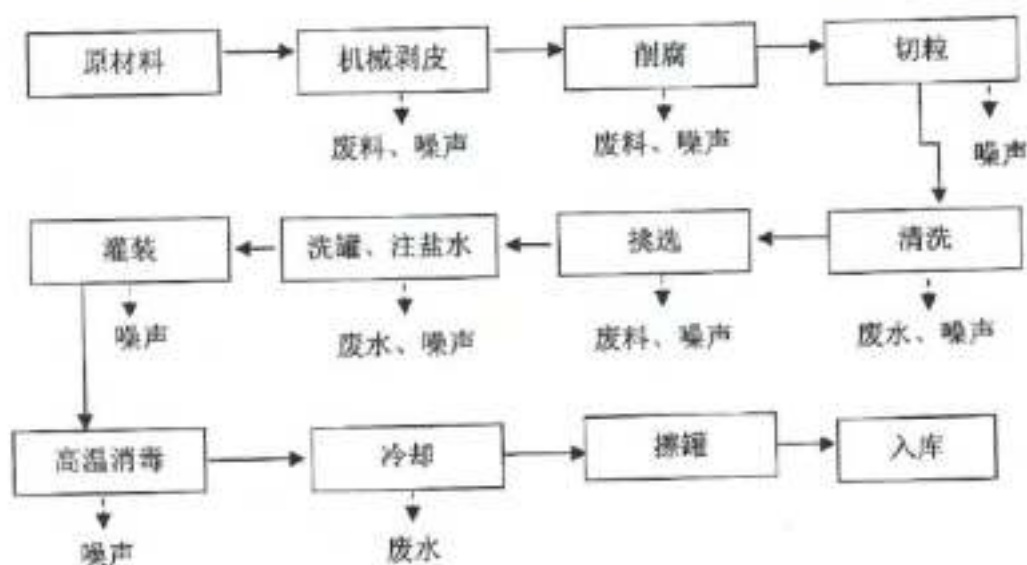 原材料
机械剥皮
削腐
切粒
废料、噪声
废料、噪声
噪声
灌装
洗罐、注盐水
挑选
清洗
噪声
废水、噪声
废料、噪声
废水、噪声
高温消毒
冷却
擦罐
入库
噪声
废水